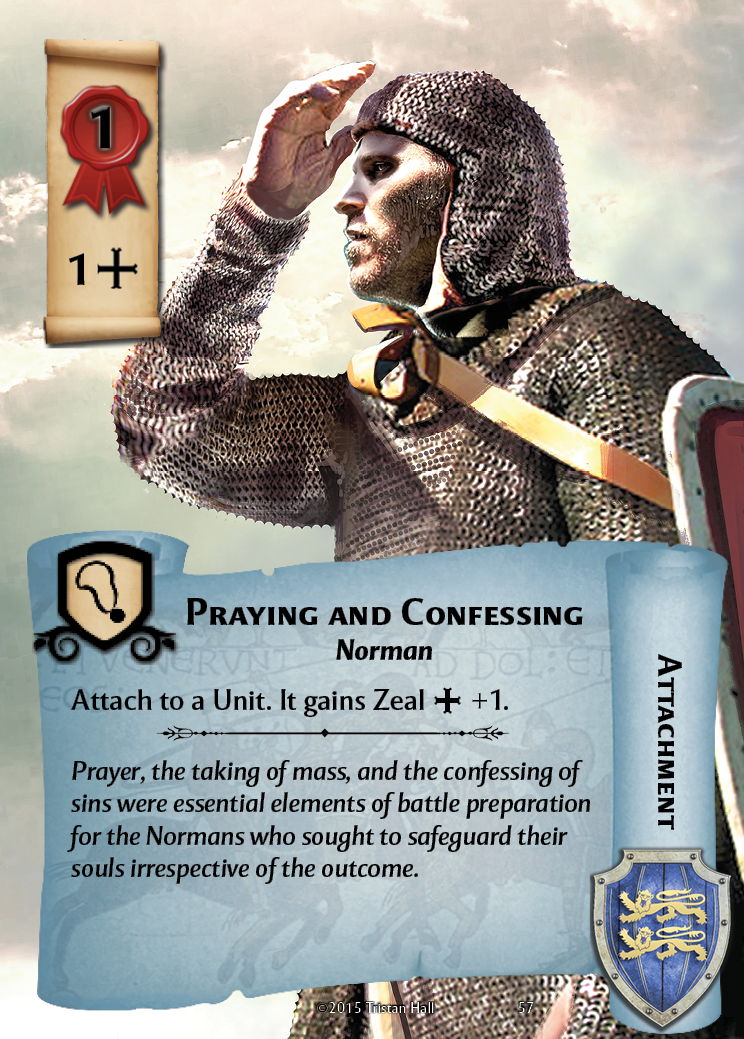 1
1
PRAYING AND CONFESSING
Norman
Attach to a Unit. It gains Zeal ✠ +1.
Prayer, the taking of mass, and the confessing of
sins were essential elements of battle preparation
for the Normans who sought to safeguard their
souls irrespective of the outcome.
ATTACHMENT
©2015 Tristan Hall
57